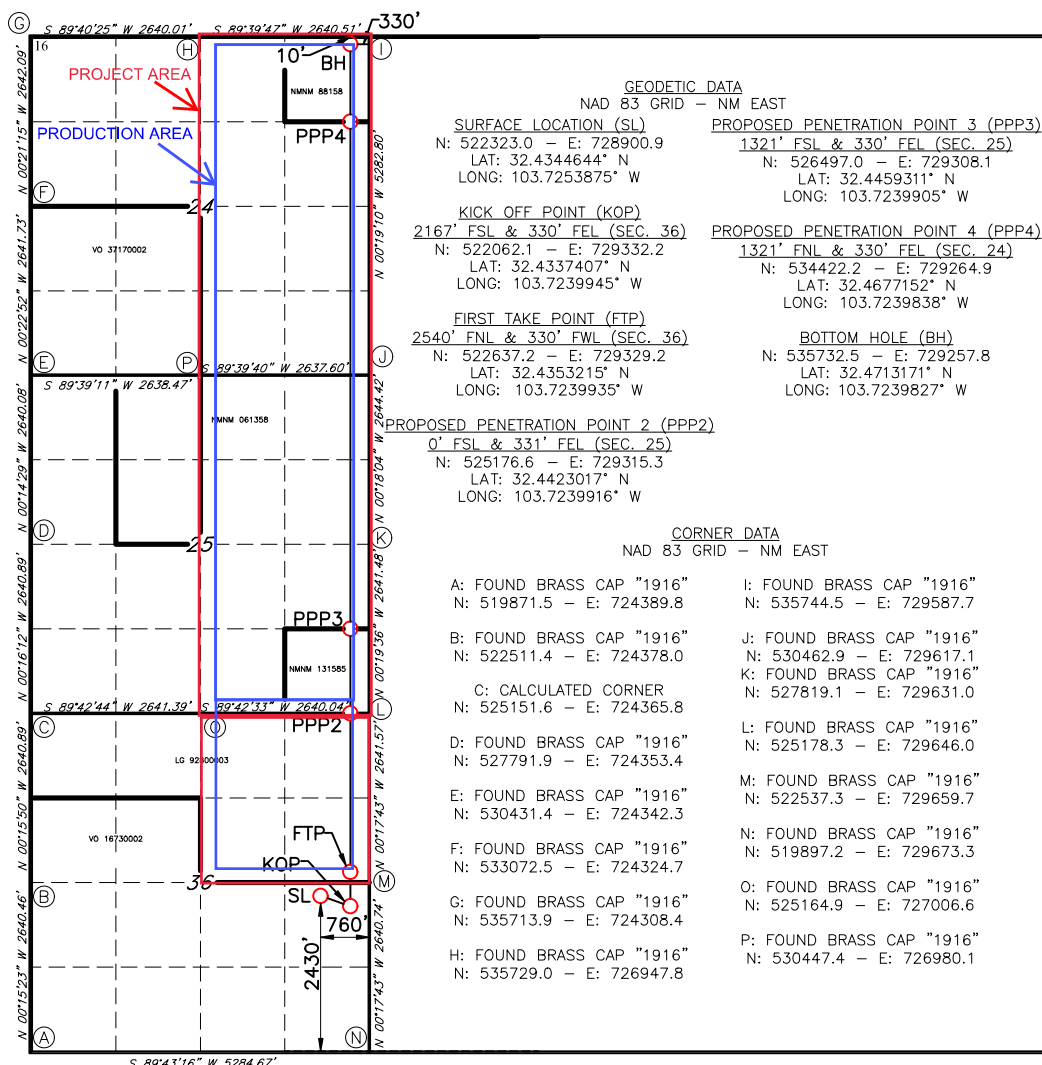 G
S 89°40'25" W 2640.01'
S 89°39'47" W 2640.51'
330'
16
H
10'
BH
I
PROJECT AREA
NMNM 88158
PRODUCTION AREA
PPP4
N 00°21'15" W 2642.09'
N 00°19'10" W 5282.80'
F
24
VO 37170002
N 00°22'52" W 2641.73'
E
P
J
S 89°39'11" W 2638.47'
S 89°39'40" W 2637.60'
NMNM 061358
N 00°14'29" W 2640.08'
N 00°18'04" W 2644.42'
D
25
K
N 00°16'12" W 2640.89'
N 00°19'36" W 2641.48'
PPP3
NMNM 131585
S 89°42'44" W 2641.39'
S 89°42'33" W 2640.04'
L
C
O
PPP2
N 00°15'50" W 2640.89'
N 00°17'43" W 2641.57'
VO 16730002
FTP
KOP
36
SL
M
B
760'
2430'
N 00°15'23" W 2640.46'
N 00°17'43" W 2640.74'
A
N
S 89°43'16" W 5284.67'
GEODETIC DATA
NAD 83 GRID – NM EAST
SURFACE LOCATION (SL)
N: 522323.0 – E: 728900.9
LAT: 32.4344644° N
LONG: 103.7253875° W
KICK OFF POINT (KOP)
2167' FSL & 330' FEL (SEC. 36)
N: 522062.1 – E: 729332.2
LAT: 32.4337407° N
LONG: 103.7239945° W
FIRST TAKE POINT (FTP)
2540' FNL & 330' FWL (SEC. 36)
N: 522637.2 – E: 729329.2
LAT: 32.4353215° N
LONG: 103.7239935° W
PROPOSED PENETRATION POINT 2 (PPP2)
0' FSL & 331' FEL (SEC. 25)
N: 525176.6 – E: 729315.3
LAT: 32.4423017° N
LONG: 103.7239916° W
PROPOSED PENETRATION POINT 3 (PPP3)
1321' FSL & 330' FEL (SEC. 25)
N: 526497.0 – E: 729308.1
LAT: 32.4459311° N
LONG: 103.7239905° W
PROPOSED PENETRATION POINT 4 (PPP4)
1321' FNL & 330' FEL (SEC. 24)
N: 534422.2 – E: 729264.9
LAT: 32.4677152° N
LONG: 103.7239838° W
BOTTOM HOLE (BH)
N: 535732.5 – E: 729257.8
LAT: 32.4713171° N
LONG: 103.7239827° W
CORNER DATA
NAD 83 GRID – NM EAST
A: FOUND BRASS CAP "1916"
N: 519871.5 – E: 724389.8
B: FOUND BRASS CAP "1916"
N: 522511.4 – E: 724378.0
C: CALCULATED CORNER
N: 525151.6 – E: 724365.8
D: FOUND BRASS CAP "1916"
N: 527791.9 – E: 724353.4
E: FOUND BRASS CAP "1916"
N: 530431.4 – E: 724342.3
F: FOUND BRASS CAP "1916"
N: 533072.5 – E: 724324.7
G: FOUND BRASS CAP "1916"
N: 535713.9 – E: 724308.4
H: FOUND BRASS CAP "1916"
N: 535729.0 – E: 726947.8
I: FOUND BRASS CAP "1916"
N: 535744.5 – E: 729587.7
J: FOUND BRASS CAP "1916"
N: 530462.9 – E: 729617.1
K: FOUND BRASS CAP "1916"
N: 527819.1 – E: 729631.0
L: FOUND BRASS CAP "1916"
N: 525178.3 – E: 729646.0
M: FOUND BRASS CAP "1916"
N: 522537.3 – E: 729659.7
N: FOUND BRASS CAP "1916"
N: 519897.2 – E: 729673.3
O: FOUND BRASS CAP "1916"
N: 525164.9 – E: 727006.6
P: FOUND BRASS CAP "1916"
N: 530447.4 – E: 726980.1